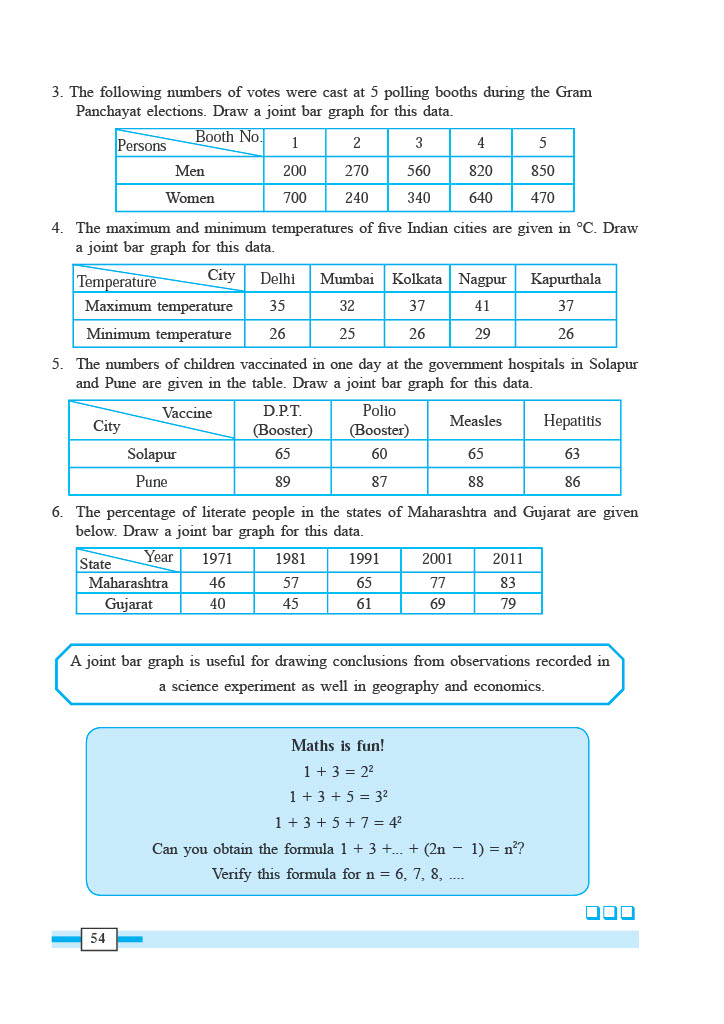 3. The following numbers of votes were cast at 5 polling booths during the Gram
Panchayat elections. Draw a joint bar graph for this data.
Persons Booth No. 1 2 3 4 5
Men 200 270 560 820 850
Women 700 240 340 640 470
4. The maximum and minimum temperatures of five Indian cities are given in °C. Draw
a joint bar graph for this data.
Temperature City Delhi Mumbai Kolkata Nagpur Kapurthala
Maximum temperature 35 32 37 41 37
Minimum temperature 26 25 26 29 26
5. The numbers of children vaccinated in one day at the government hospitals in Solapur
and Pune are given in the table. Draw a joint bar graph for this data.
City Vaccine D.P.T. (Booster) Polio (Booster) Measles Hepatitis
Solapur 65 60 65 63
Pune 89 87 88 86
6. The percentage of literate people in the states of Maharashtra and Gujarat are given
below. Draw a joint bar graph for this data.
State Year 1971 1981 1991 2001 2011
Maharashtra 46 57 65 77 83
Gujarat 40 45 61 69 79
A joint bar graph is useful for drawing conclusions from observations recorded in
a science experiment as well in geography and economics.
Maths is fun!
1 + 3 = 2²
1 + 3 + 5 = 3²
1 + 3 + 5 + 7 = 4²
Can you obtain the formula 1 + 3 +... + (2n − 1) = n²?
Verify this formula for n = 6, 7, 8, ....
54